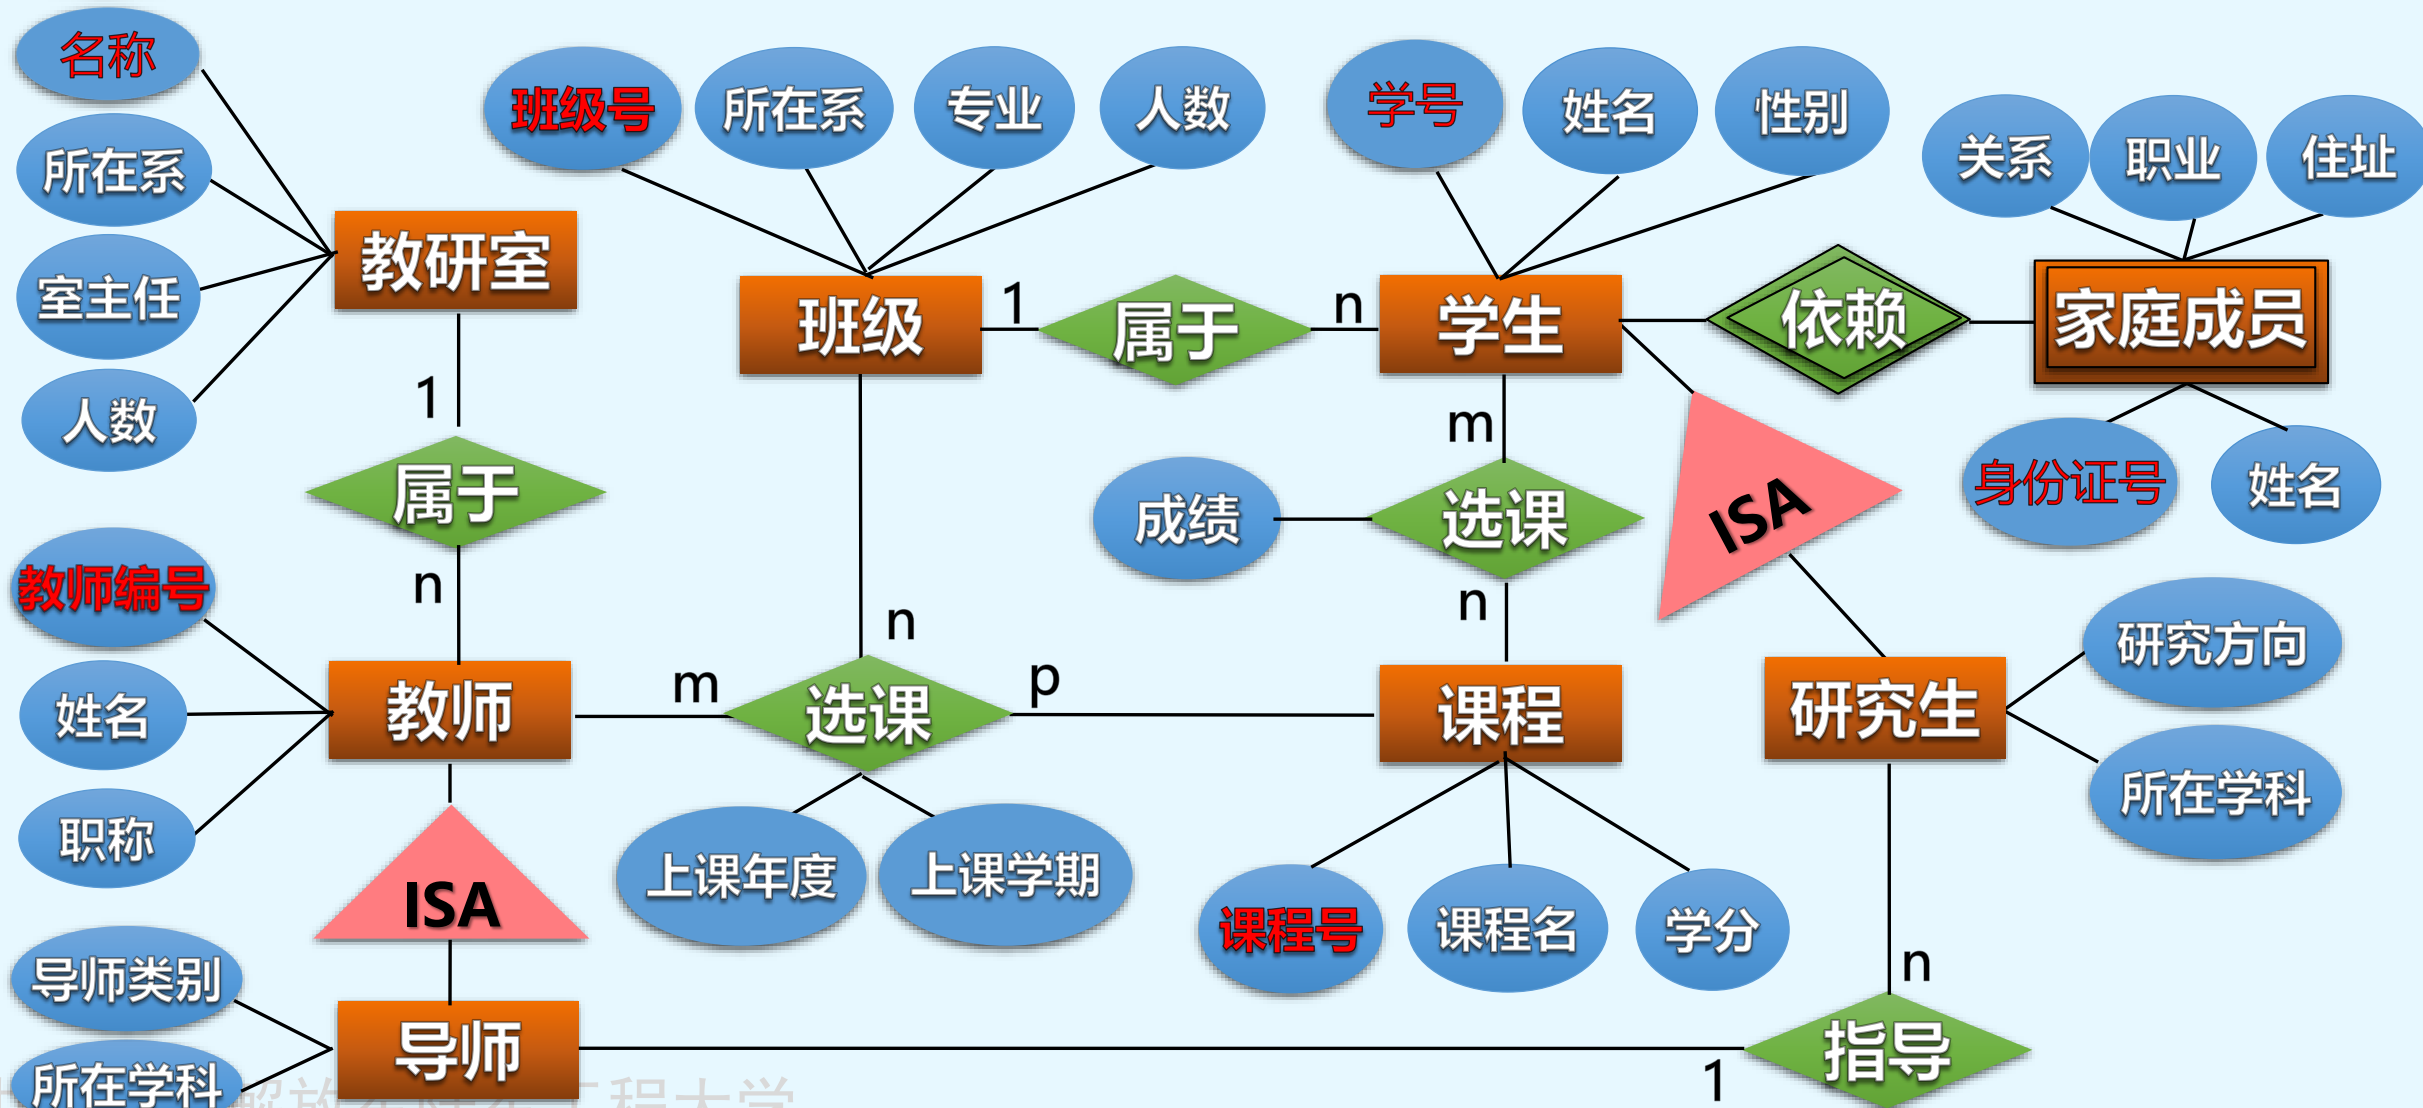 名称
所在系
室主任
人数
教研室
班级号
所在系
专业
人数
班级
学号
姓名
性别
学生
关系
职业
住址
家庭成员
身份证号
姓名
1
属于
n
1
属于
n
依赖
m
选课
成绩
n
ISA
教师编号
姓名
职称
教师
m
选课
n
p
课程
研究生
研究方向
所在学科
上课年度
上课学期
课程号
课程名
学分
ISA
导师类别
所在学科
导师
1
指导
n
工程大学